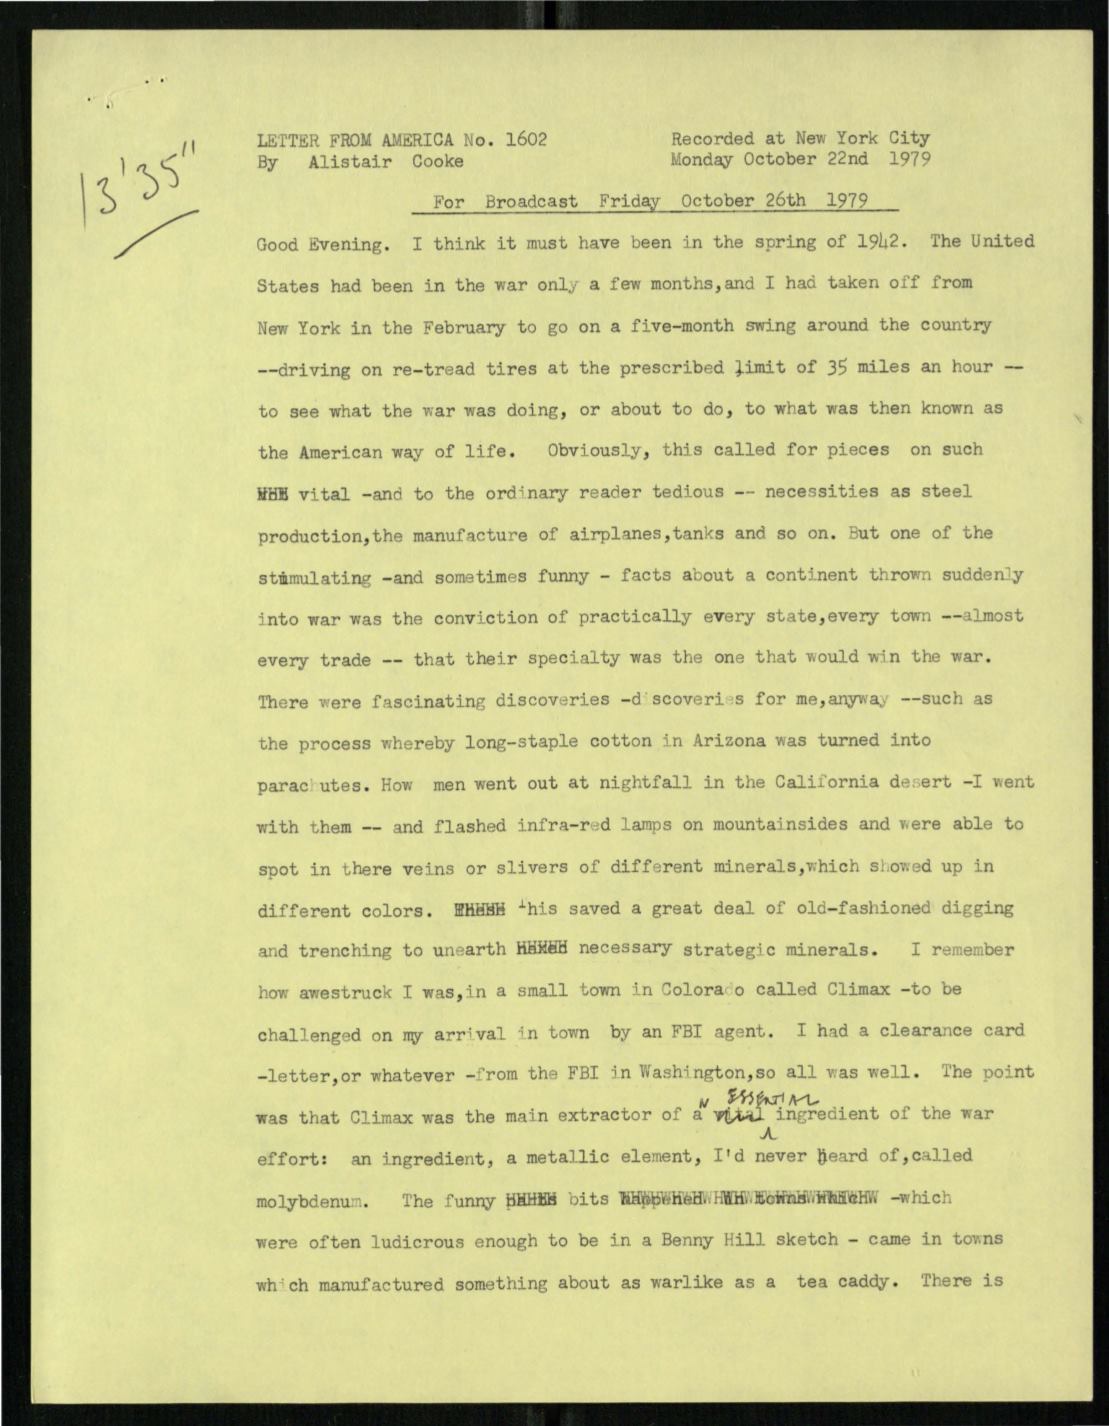 13'35"
LETTER FROM AMERICA No. 1602 Recorded at New York City
By Alistair Cooke Monday October 22nd 1979
For Broadcast Friday October 26th 1979
Good Evening. I think it must have been in the spring of 1942. The United
States had been in the war only a few months,and I had taken off from
New York in the February to go on a five-month swing around the country
--driving on re-tread tires at the prescribed limit of 35 miles an hour --
to see what the war was doing, or about to do, to what was then known as
the American way of life. Obviously, this called for pieces on such
vital -and to the ordinary reader tedious -- necessities as steel
production,the manufacture of airplanes,tanks and so on. But one of the
stimulating -and sometimes funny - facts about a continent thrown suddenly
into war was the conviction of practically every state,every town --almost
every trade -- that their specialty was the one that would win the war.
There were fascinating discoveries -discoveries for me,anyway --such as
the process whereby long-staple cotton in Arizona was turned into
parachutes. How men went out at nightfall in the California desert -I went
with them -- and flashed infra-red lamps on mountainsides and were able to
spot in there veins or slivers of different minerals,which showed up in
different colors. This saved a great deal of old-fashioned digging
and trenching to unearth necessary strategic minerals. I remember
how awestruck I was,in a small town in Colorado called Climax -to be
challenged on my arrival in town by an FBI agent. I had a clearance card
-letter,or whatever -from the FBI in Washington,so all was well. The point
N ESSENTIAL
was that Climax was the main extractor of a vital ingredient of the war
effort: an ingredient, a metallic element, I'd never heard of,called
molybdenum. The funny bits happened in towns which -which
were often ludicrous enough to be in a Benny Hill sketch - came in towns
which manufactured something about as warlike as a tea caddy. There is